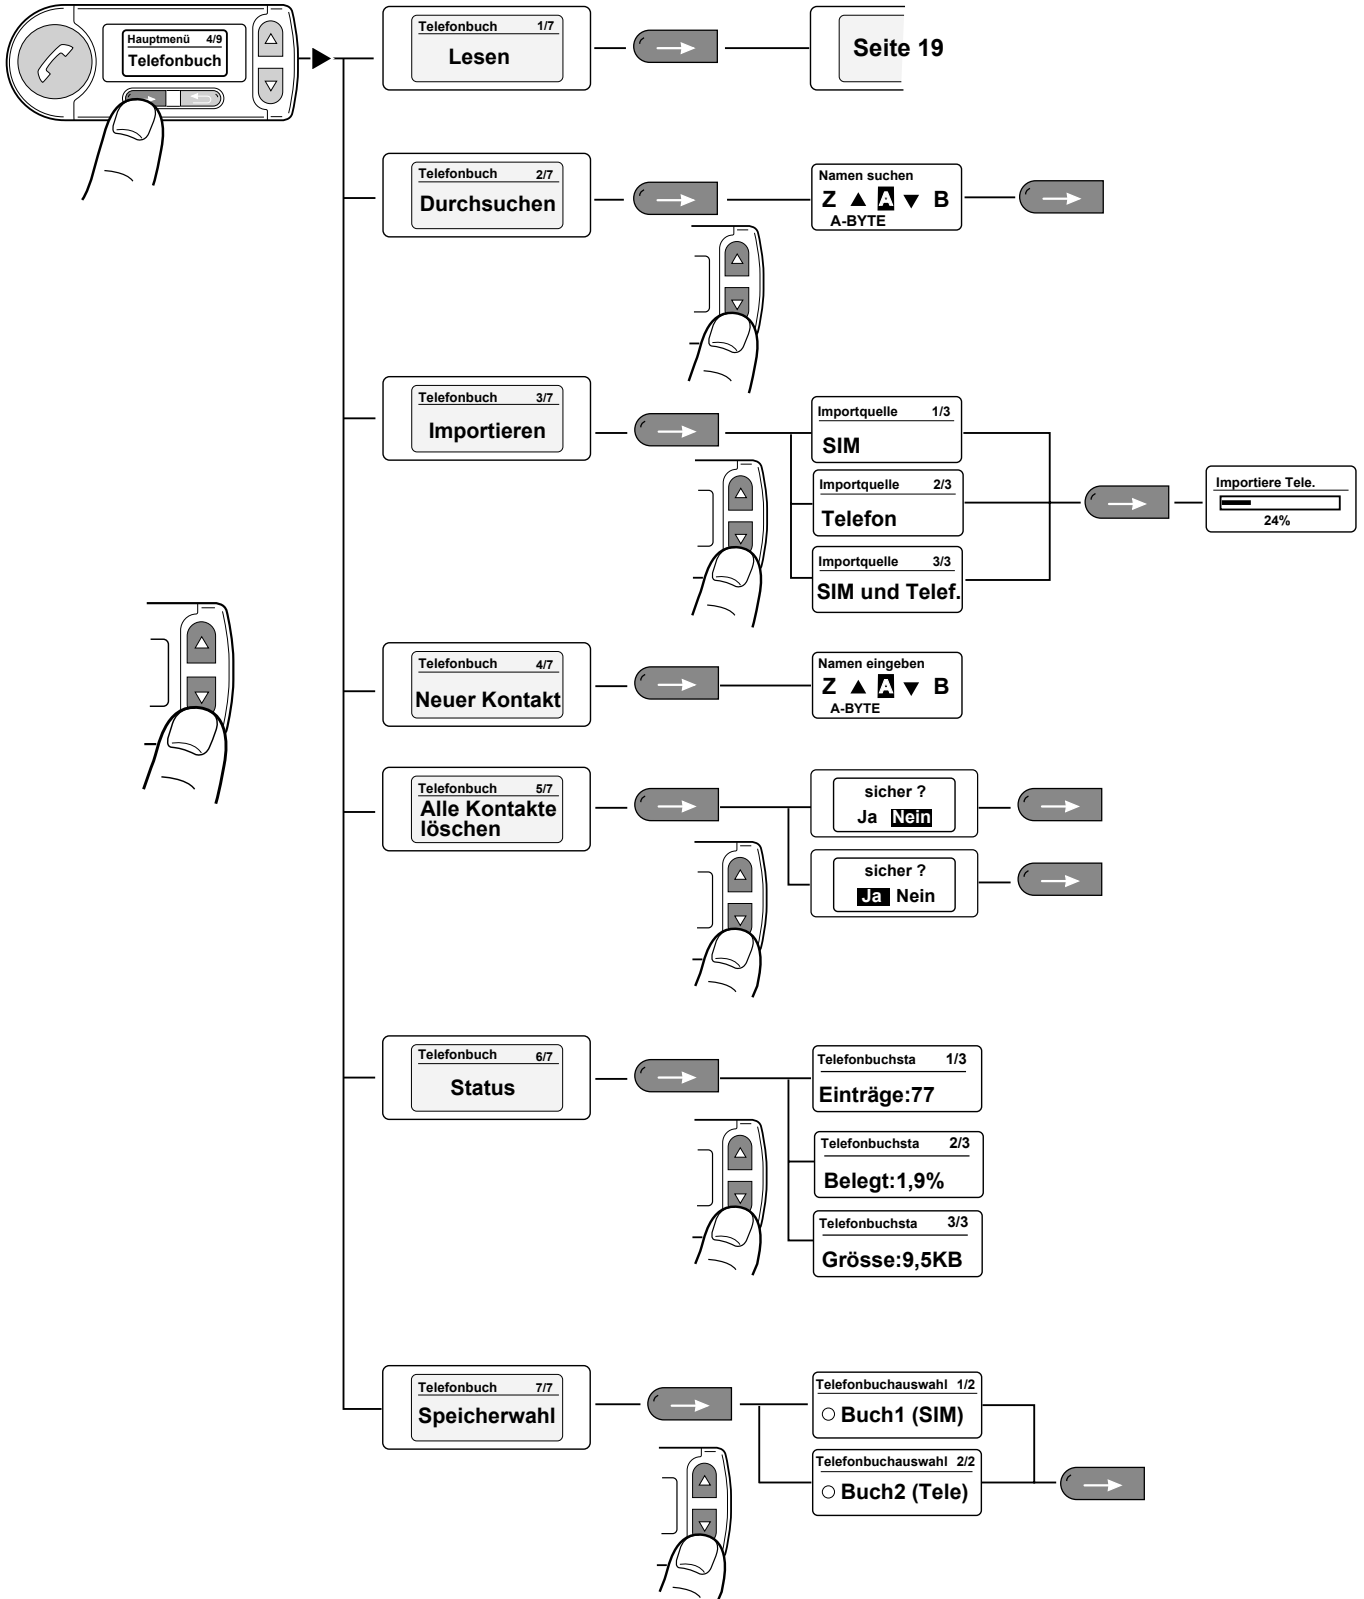 Hauptmenü 4/9
Telefonbuch
Telefonbuch 1/7
Lesen
Seite 19
Telefonbuch 2/7
Durchsuchen
Namen suchen
Z ▲ A ▼ B
A-BYTE
Telefonbuch 3/7
Importieren
Importquelle 1/3
SIM
Importquelle 2/3
Telefon
Importquelle 3/3
SIM und Telef.
Importiere Tele.
24%
Telefonbuch 4/7
Neuer Kontakt
Namen eingeben
Z ▲ A ▼ B
A-BYTE
Telefonbuch 5/7
Alle Kontakte
löschen
sicher ?
Ja Nein
sicher ?
Ja Nein
Telefonbuch 6/7
Status
Telefonbuchsta 1/3
Einträge:77
Telefonbuchsta 2/3
Belegt:1,9%
Telefonbuchsta 3/3
Grösse:9,5KB
Telefonbuch 7/7
Speicherwahl
Telefonbuchauswahl 1/2
○ Buch1 (SIM)
Telefonbuchauswahl 2/2
○ Buch2 (Tele)